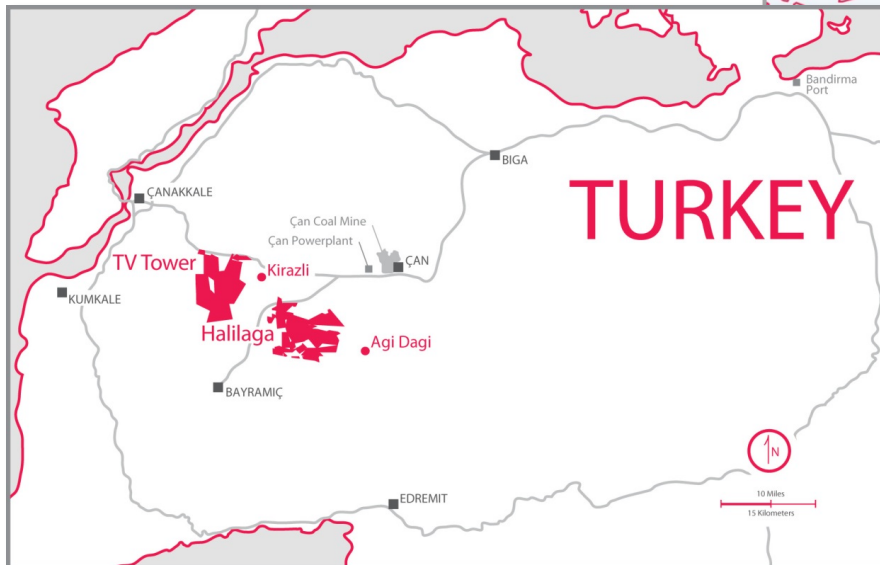 Bandirma
Port
BIGA
TURKEY
ÇANAKKALE
Çan Coal Mine
Çan Powerplant
ÇAN
TV Tower
Kirazli
KUMKALE
Halilaga
Agi Dagi
BAYRAMIÇ
N
EDREMIT
10 Miles
15 Kilometers